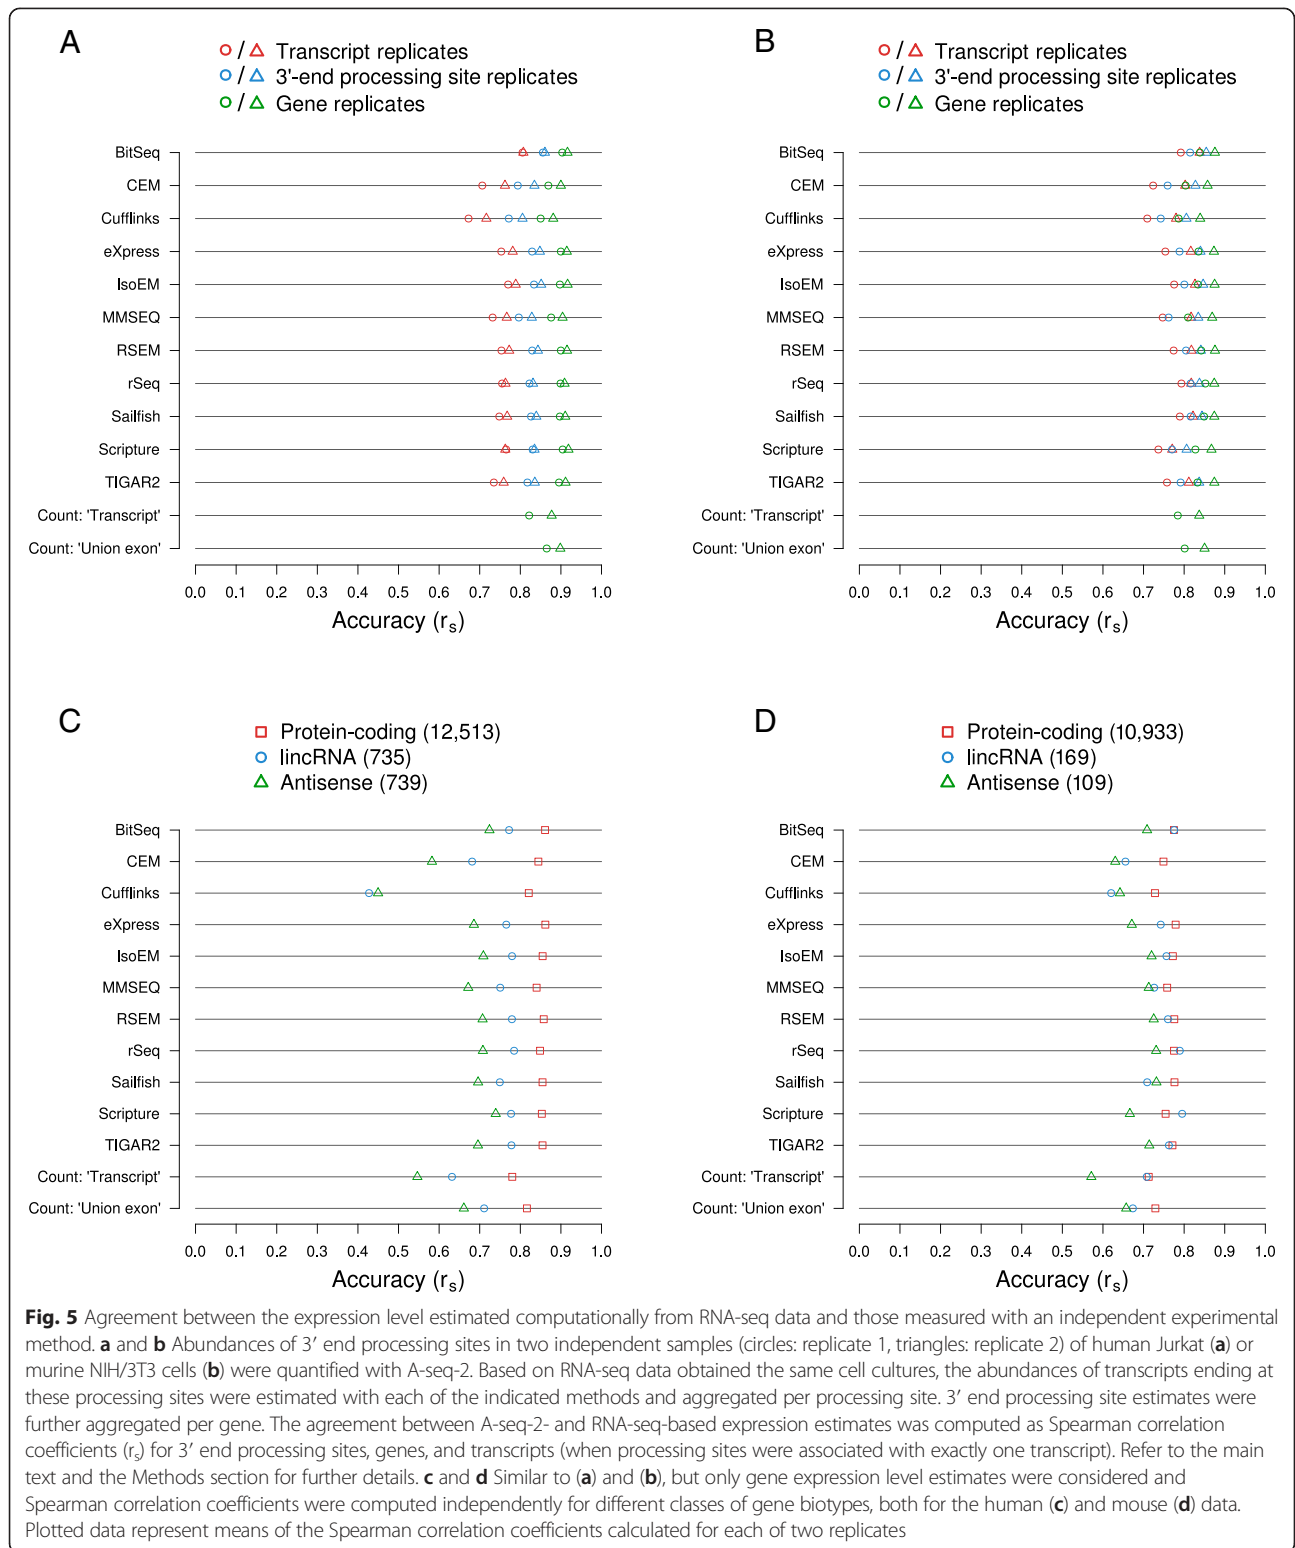 A
/ Transcript replicates
/ 3'-end processing site replicates
/ Gene replicates
BitSeq
CEM
Cufflinks
eXpress
IsoEM
MMSEQ
RSEM
rSeq
Sailfish
Scripture
TIGAR2
Count: 'Transcript'
Count: 'Union exon'
0.0 0.1 0.2 0.3 0.4 0.5 0.6 0.7 0.8 0.9 1.0
Accuracy (rs)
B
/ Transcript replicates
/ 3'-end processing site replicates
/ Gene replicates
BitSeq
CEM
Cufflinks
eXpress
IsoEM
MMSEQ
RSEM
rSeq
Sailfish
Scripture
TIGAR2
Count: 'Transcript'
Count: 'Union exon'
0.0 0.1 0.2 0.3 0.4 0.5 0.6 0.7 0.8 0.9 1.0
Accuracy (rs)
C
Protein-coding (12,513)
lincRNA (735)
Antisense (739)
BitSeq
CEM
Cufflinks
eXpress
IsoEM
MMSEQ
RSEM
rSeq
Sailfish
Scripture
TIGAR2
Count: 'Transcript'
Count: 'Union exon'
0.0 0.1 0.2 0.3 0.4 0.5 0.6 0.7 0.8 0.9 1.0
Accuracy (rs)
D
Protein-coding (10,933)
lincRNA (169)
Antisense (109)
BitSeq
CEM
Cufflinks
eXpress
IsoEM
MMSEQ
RSEM
rSeq
Sailfish
Scripture
TIGAR2
Count: 'Transcript'
Count: 'Union exon'
0.0 0.1 0.2 0.3 0.4 0.5 0.6 0.7 0.8 0.9 1.0
Accuracy (rs)
Fig. 5 Agreement between the expression level estimated computationally from RNA-seq data and those measured with an independent experimental
method. a and b Abundances of 3′ end processing sites in two independent samples (circles: replicate 1, triangles: replicate 2) of human Jurkat (a) or
murine NIH/3T3 cells (b) were quantified with A-seq-2. Based on RNA-seq data obtained the same cell cultures, the abundances of transcripts ending at
these processing sites were estimated with each of the indicated methods and aggregated per processing site. 3′ end processing site estimates were
further aggregated per gene. The agreement between A-seq-2- and RNA-seq-based expression estimates was computed as Spearman correlation
coefficients (rs) for 3′ end processing sites, genes, and transcripts (when processing sites were associated with exactly one transcript). Refer to the main
text and the Methods section for further details. c and d Similar to (a) and (b), but only gene expression level estimates were considered and
Spearman correlation coefficients were computed independently for different classes of gene biotypes, both for the human (c) and mouse (d) data.
Plotted data represent means of the Spearman correlation coefficients calculated for each of two replicates